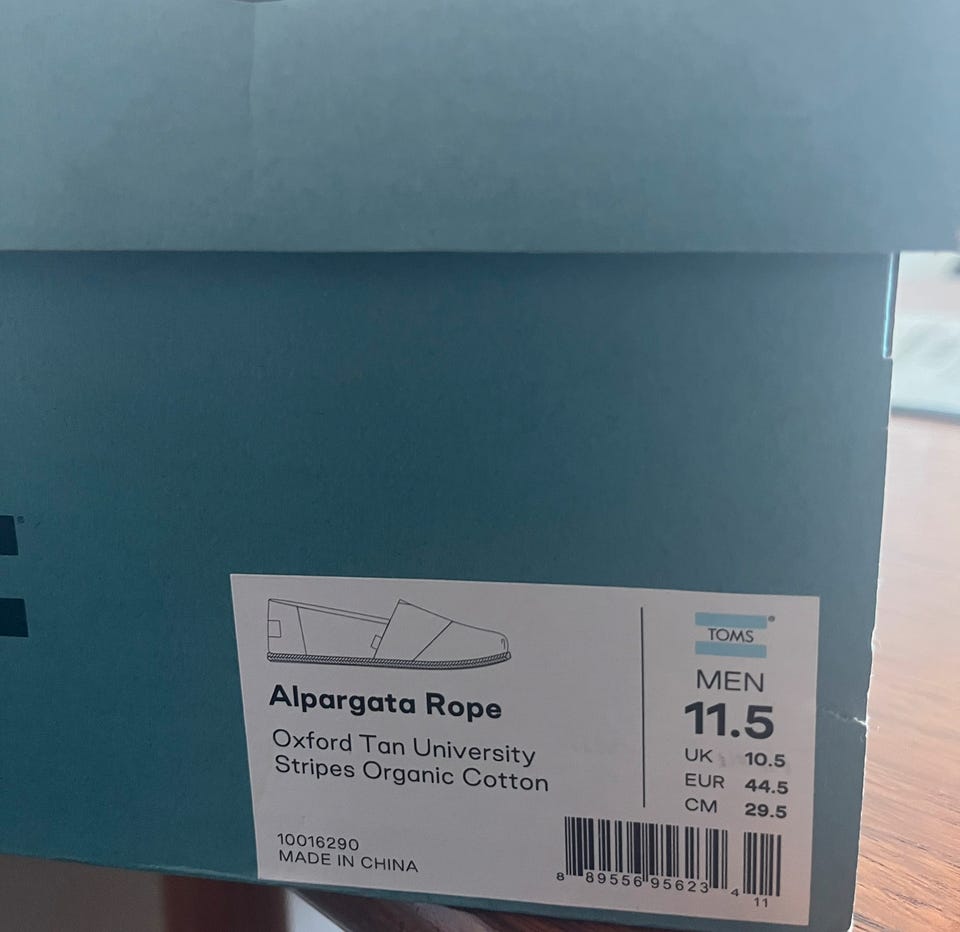 Alpargata Rope
Oxford Tan University
Stripes Organic Cotton
10016290
MADE IN CHINA
TOMS
MEN
11.5
UK 10.5
EUR 44.5
CM 29.5
8 89556 95623 4 11